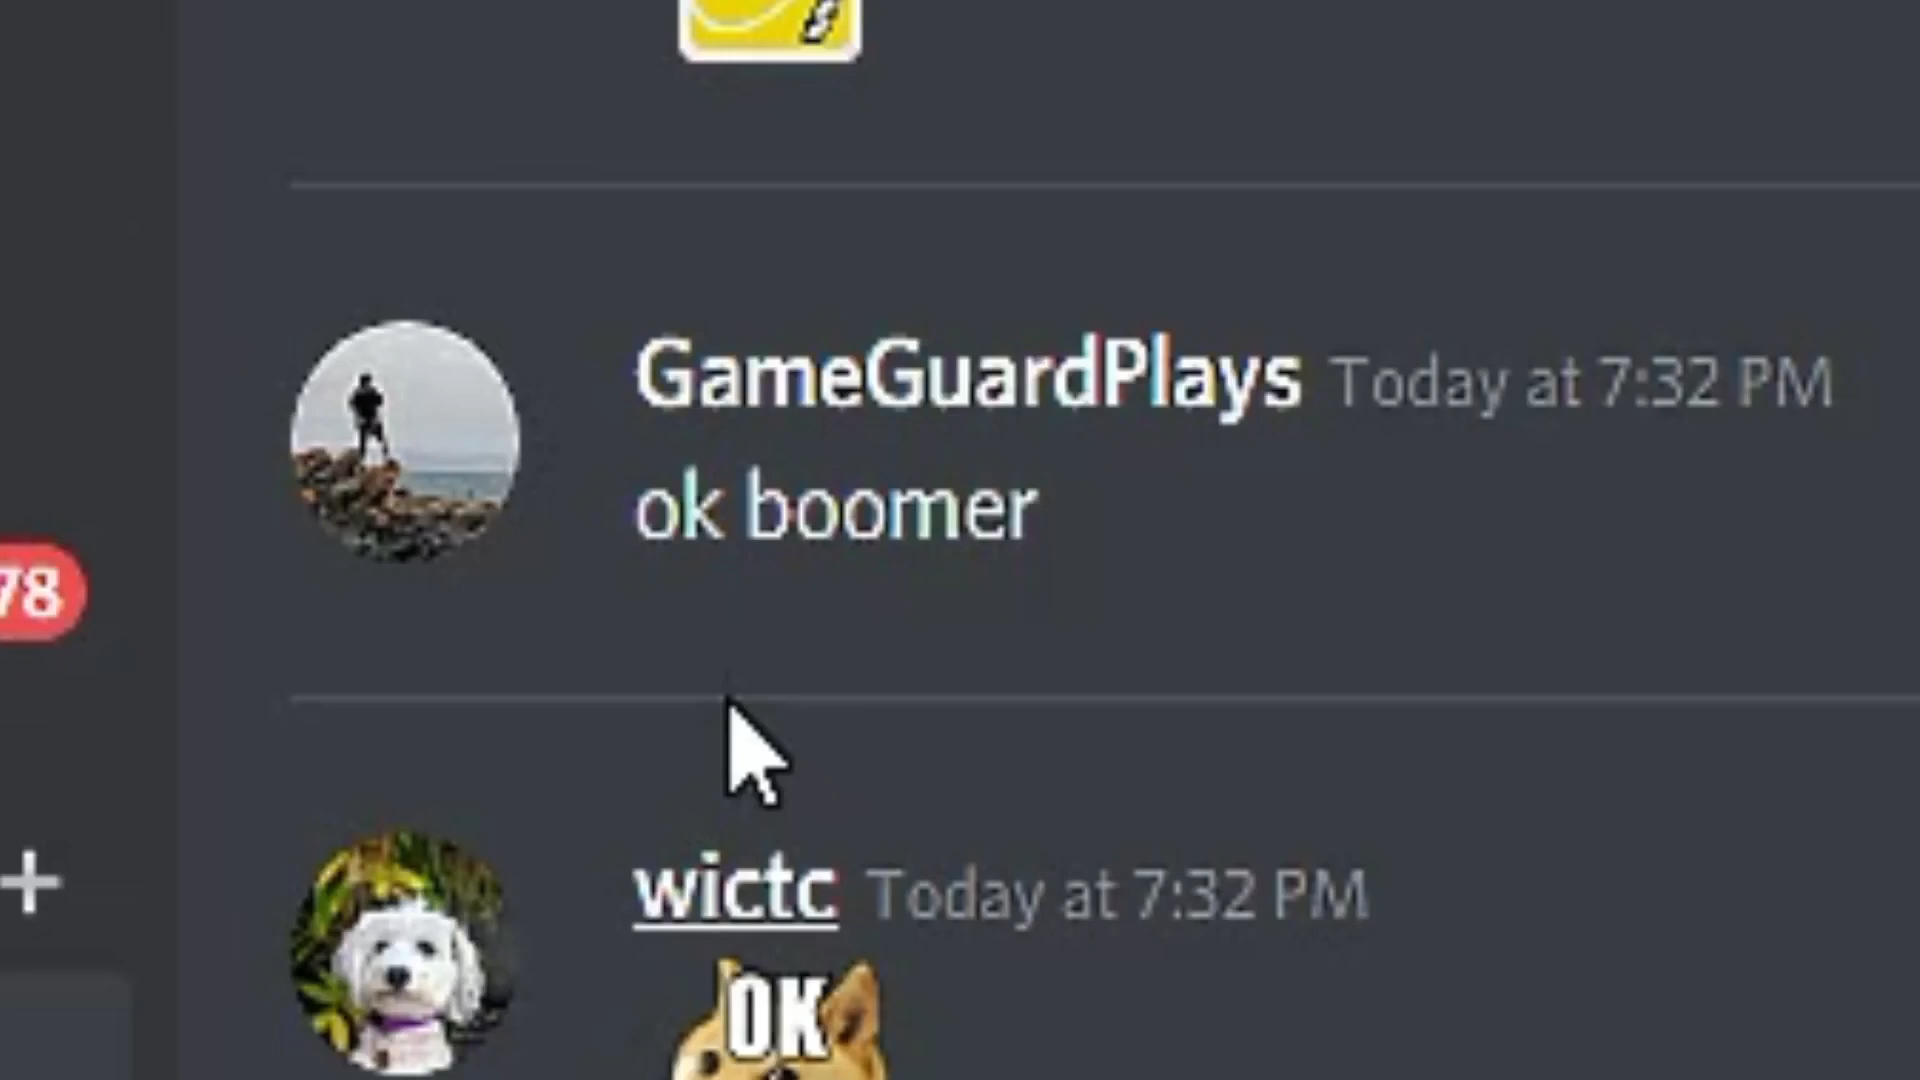 GameGuardPlays Today at 7:32 PM
ok boomer
78
wictc Today at 7:32 PM
OK